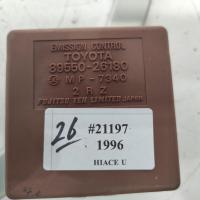 EMISSION CONTROL
TOYOTA
89550-26180
MP-7340
2RZ
FUJITSU TEN LIMITED JAPAN
26
#21197
1996
HIACE U